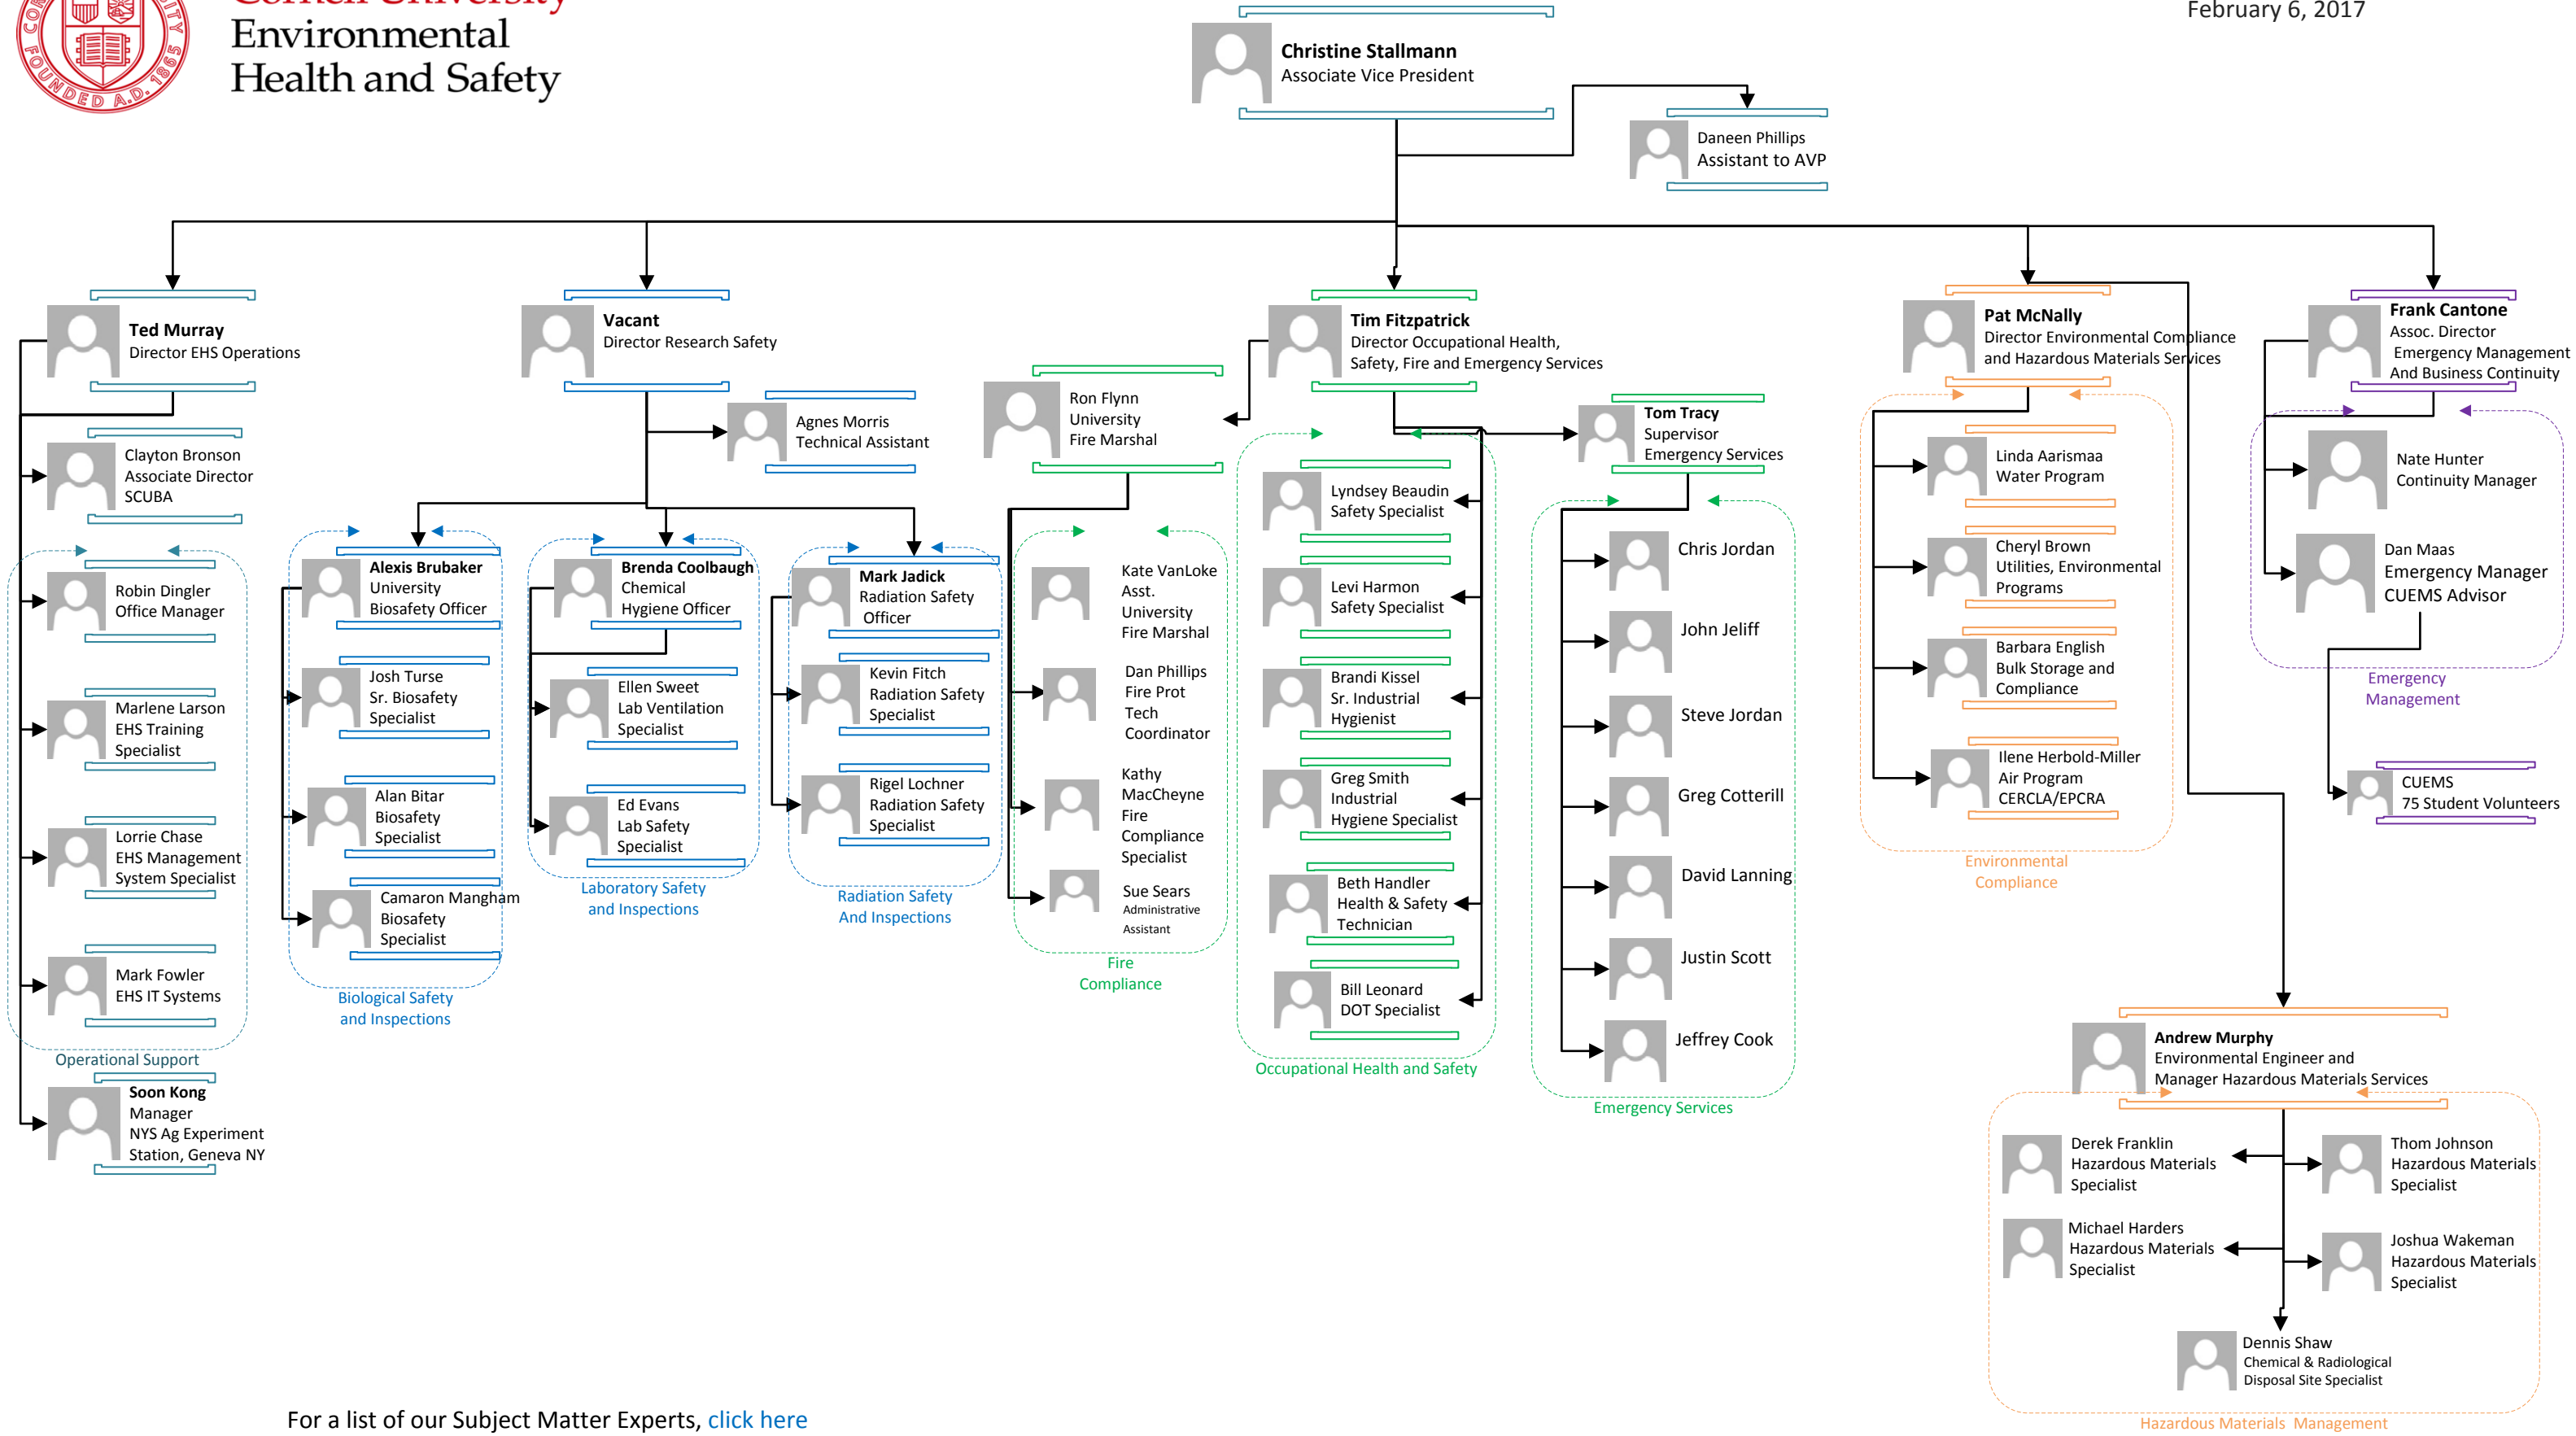 Cornell University
Environmental
Health and Safety
FOUNDED A.D. 1865
February 6, 2017
Christine Stallmann
Associate Vice President
Daneen Phillips
Assistant to AVP
Ted Murray
Director EHS Operations
Clayton Bronson
Associate Director
SCUBA
Robin Dingler
Office Manager
Marlene Larson
EHS Training
Specialist
Lorrie Chase
EHS Management
System Specialist
Mark Fowler
EHS IT Systems
Operational Support
Soon Kong
Manager
NYS Ag Experiment
Station, Geneva NY
Vacant
Director Research Safety
Agnes Morris
Technical Assistant
Alexis Brubaker
University
Biosafety Officer
Josh Turse
Sr. Biosafety
Specialist
Alan Bitar
Biosafety
Specialist
Camaron Mangham
Biosafety
Specialist
Biological Safety
and Inspections
Brenda Coolbaugh
Chemical
Hygiene Officer
Ellen Sweet
Lab Ventilation
Specialist
Ed Evans
Lab Safety
Specialist
Laboratory Safety
and Inspections
Mark Jadick
Radiation Safety
Officer
Kevin Fitch
Radiation Safety
Specialist
Rigel Lochner
Radiation Safety
Specialist
Radiation Safety
And Inspections
Tim Fitzpatrick
Director Occupational Health,
Safety, Fire and Emergency Services
Ron Flynn
University
Fire Marshal
Kate VanLoke
Asst.
University
Fire Marshal
Dan Phillips
Fire Prot
Tech
Coordinator
Kathy
MacCheyne
Fire
Compliance
Specialist
Sue Sears
Administrative
Assistant
Fire
Compliance
Lyndsey Beaudin
Safety Specialist
Levi Harmon
Safety Specialist
Brandi Kissel
Sr. Industrial
Hygienist
Greg Smith
Industrial
Hygiene Specialist
Beth Handler
Health & Safety
Technician
Bill Leonard
DOT Specialist
Occupational Health and Safety
Tom Tracy
Supervisor
Emergency Services
Chris Jordan
John Jeliff
Steve Jordan
Greg Cotterill
David Lanning
Justin Scott
Jeffrey Cook
Emergency Services
Pat McNally
Director Environmental Compliance
and Hazardous Materials Services
Linda Aarismaa
Water Program
Cheryl Brown
Utilities, Environmental
Programs
Barbara English
Bulk Storage and
Compliance
Ilene Herbold-Miller
Air Program
CERCLA/EPCRA
Environmental
Compliance
Frank Cantone
Assoc. Director
Emergency Management
And Business Continuity
Nate Hunter
Continuity Manager
Dan Maas
Emergency Manager
CUEMS Advisor
Emergency
Management
CUEMS
75 Student Volunteers
Andrew Murphy
Environmental Engineer and
Manager Hazardous Materials Services
Derek Franklin
Hazardous Materials
Specialist
Thom Johnson
Hazardous Materials
Specialist
Michael Harders
Hazardous Materials
Specialist
Joshua Wakeman
Hazardous Materials
Specialist
Dennis Shaw
Chemical & Radiological
Disposal Site Specialist
Hazardous Materials Management
For a list of our Subject Matter Experts, click here